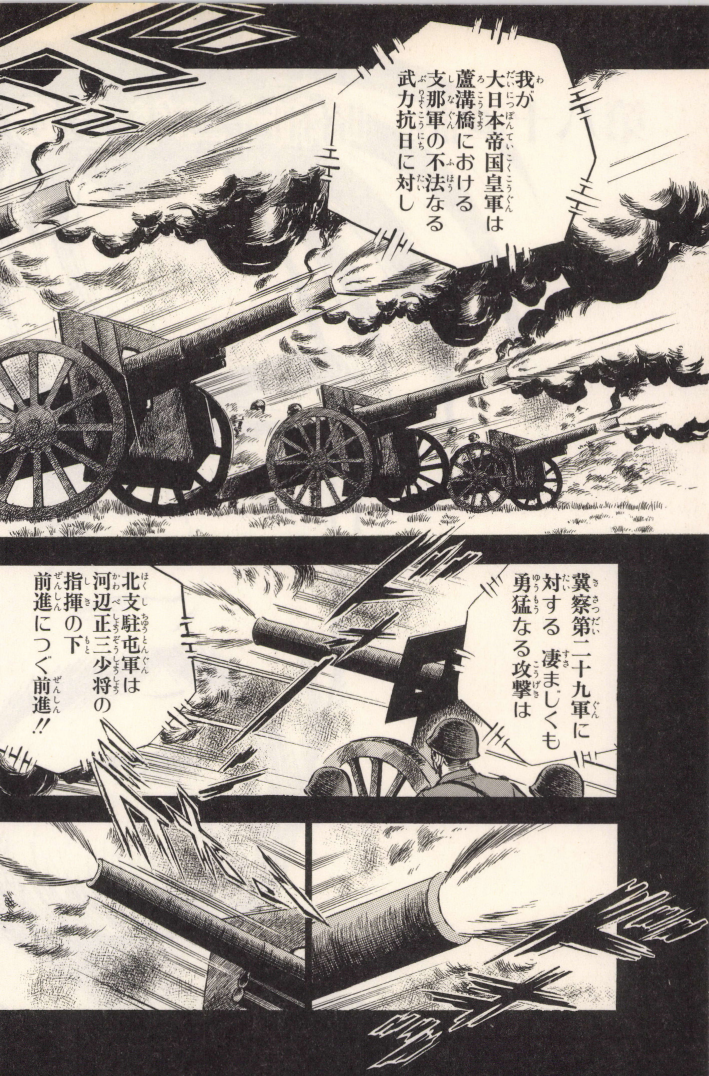 我が
大日本帝国皇軍は
蘆溝橋における
支那軍の不法なる
武力抗日に対し
冀察第二十九軍に
対する 凄まじくも
勇猛なる攻撃は
北支駐屯軍は
河辺正三少将の
指揮の下
前進につぐ前進!!